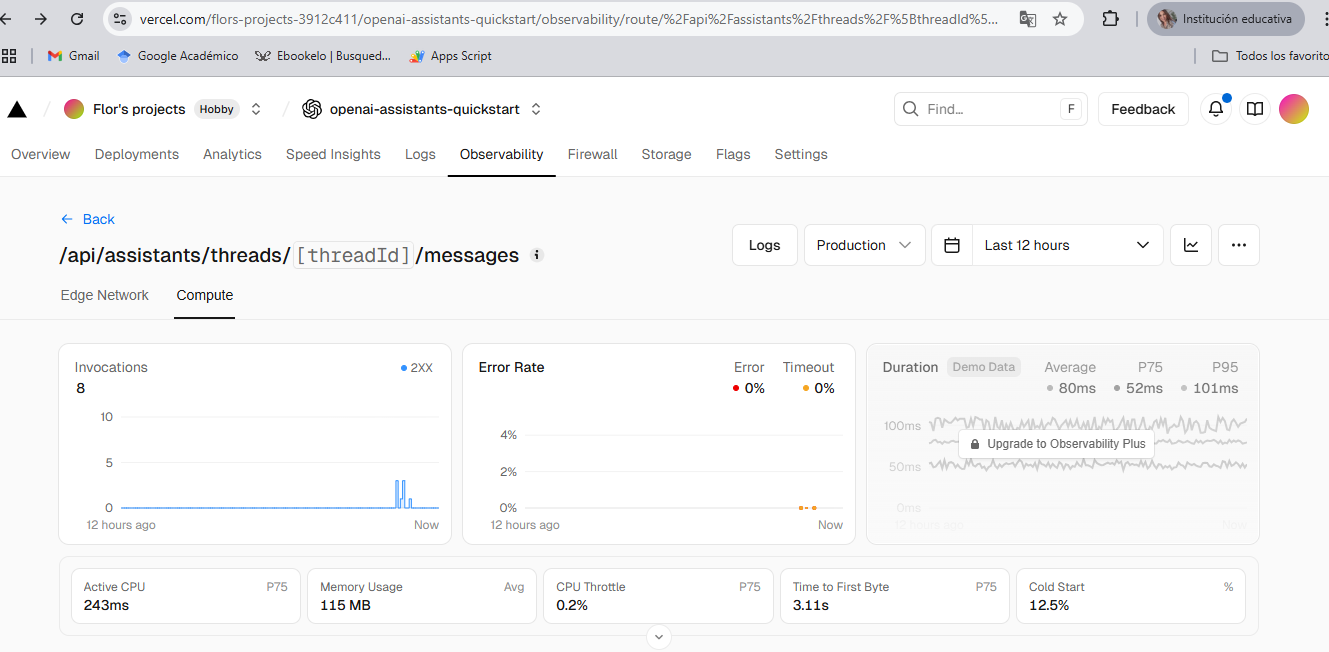 vercel.com/flors-projects-3912c411/openai-assistants-quickstart/observability/route/%2Fapi%2Fassistants%2Fthreads%2F%5BthreadId%5...
Institución educativa
Gmail
Google Académico
Ebookelo | Busqued...
Apps Script
Todos los favorito
Flor's projects
Hobby
openai-assistants-quickstart
Find...
F
Feedback
Overview
Deployments
Analytics
Speed Insights
Logs
Observability
Firewall
Storage
Flags
Settings
← Back
/api/assistants/threads/[threadId]/messages
Logs
Production
Last 12 hours
Edge Network
Compute
Invocations
2XX
8
10
5
0
12 hours ago
Now
Error Rate
Error
Timeout
0%
0%
4%
2%
0%
12 hours ago
Now
Duration
Demo Data
Average
P75
P95
80ms
52ms
101ms
100ms
Upgrade to Observability Plus
50ms
0ms
12 hours ago
Now
Active CPU
P75
243ms
Memory Usage
Avg
115 MB
CPU Throttle
P75
0.2%
Time to First Byte
P75
3.11s
Cold Start
%
12.5%